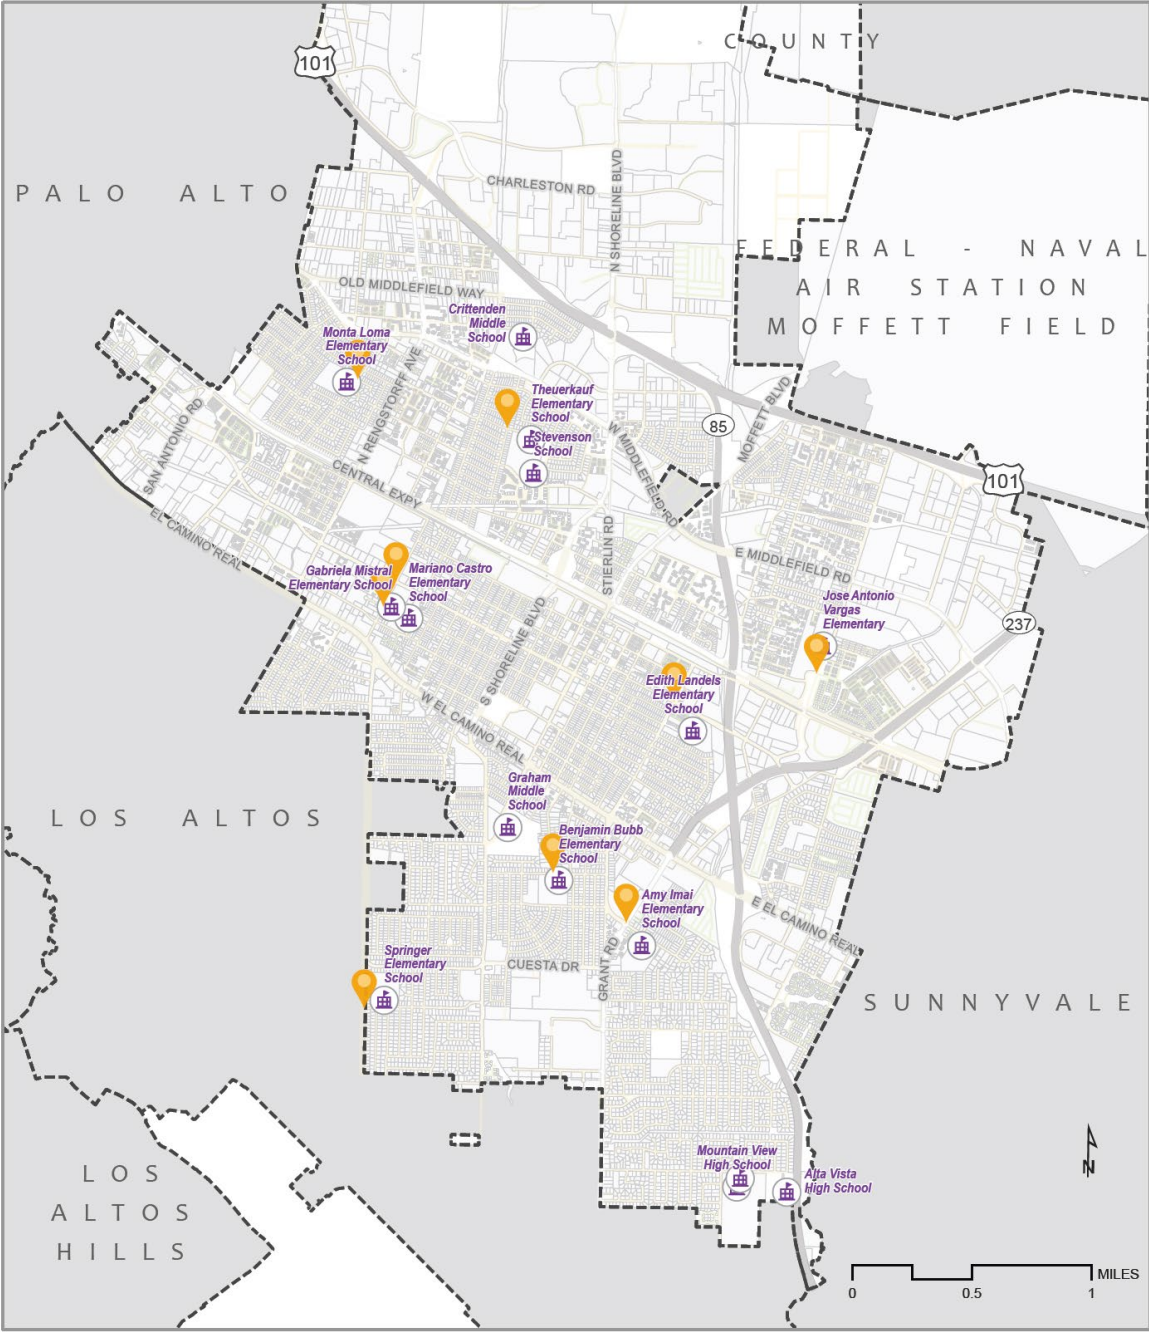 COUNTY
101
PALO ALTO
CHARLESTON RD
N SHORELINE BLVD
FEDERAL - NAVAL
AIR STATION
MOFFETT FIELD
OLD MIDDLEFIELD WAY
Crittenden
Middle
School
Monta Loma
Elementary
School
N RENGSTORFF AVE
Theuerkauf
Elementary
School
Stevenson
School
SAN ANTONIO RD
CENTRAL EXPY
W MIDDLEFIELD RD
85
MOFFETT BLVD
101
EL CAMINO REAL
STIERLIN RD
E MIDDLEFIELD RD
Gabriela Mistral
Elementary School
Mariano Castro
Elementary
School
Jose Antonio
Vargas
Elementary
237
S SHORELINE BLVD
Edith Landels
Elementary
School
W EL CAMINO REAL
LOS ALTOS
Graham
Middle
School
Benjamin Bubb
Elementary
School
Amy Imai
Elementary
School
E EL CAMINO REAL
Springer
Elementary
School
CUESTA DR
GRANT RD
SUNNYVALE
LOS
ALTOS
HILLS
Mountain View
High School
Alta Vista
High School
N
MILES
0 0.5 1